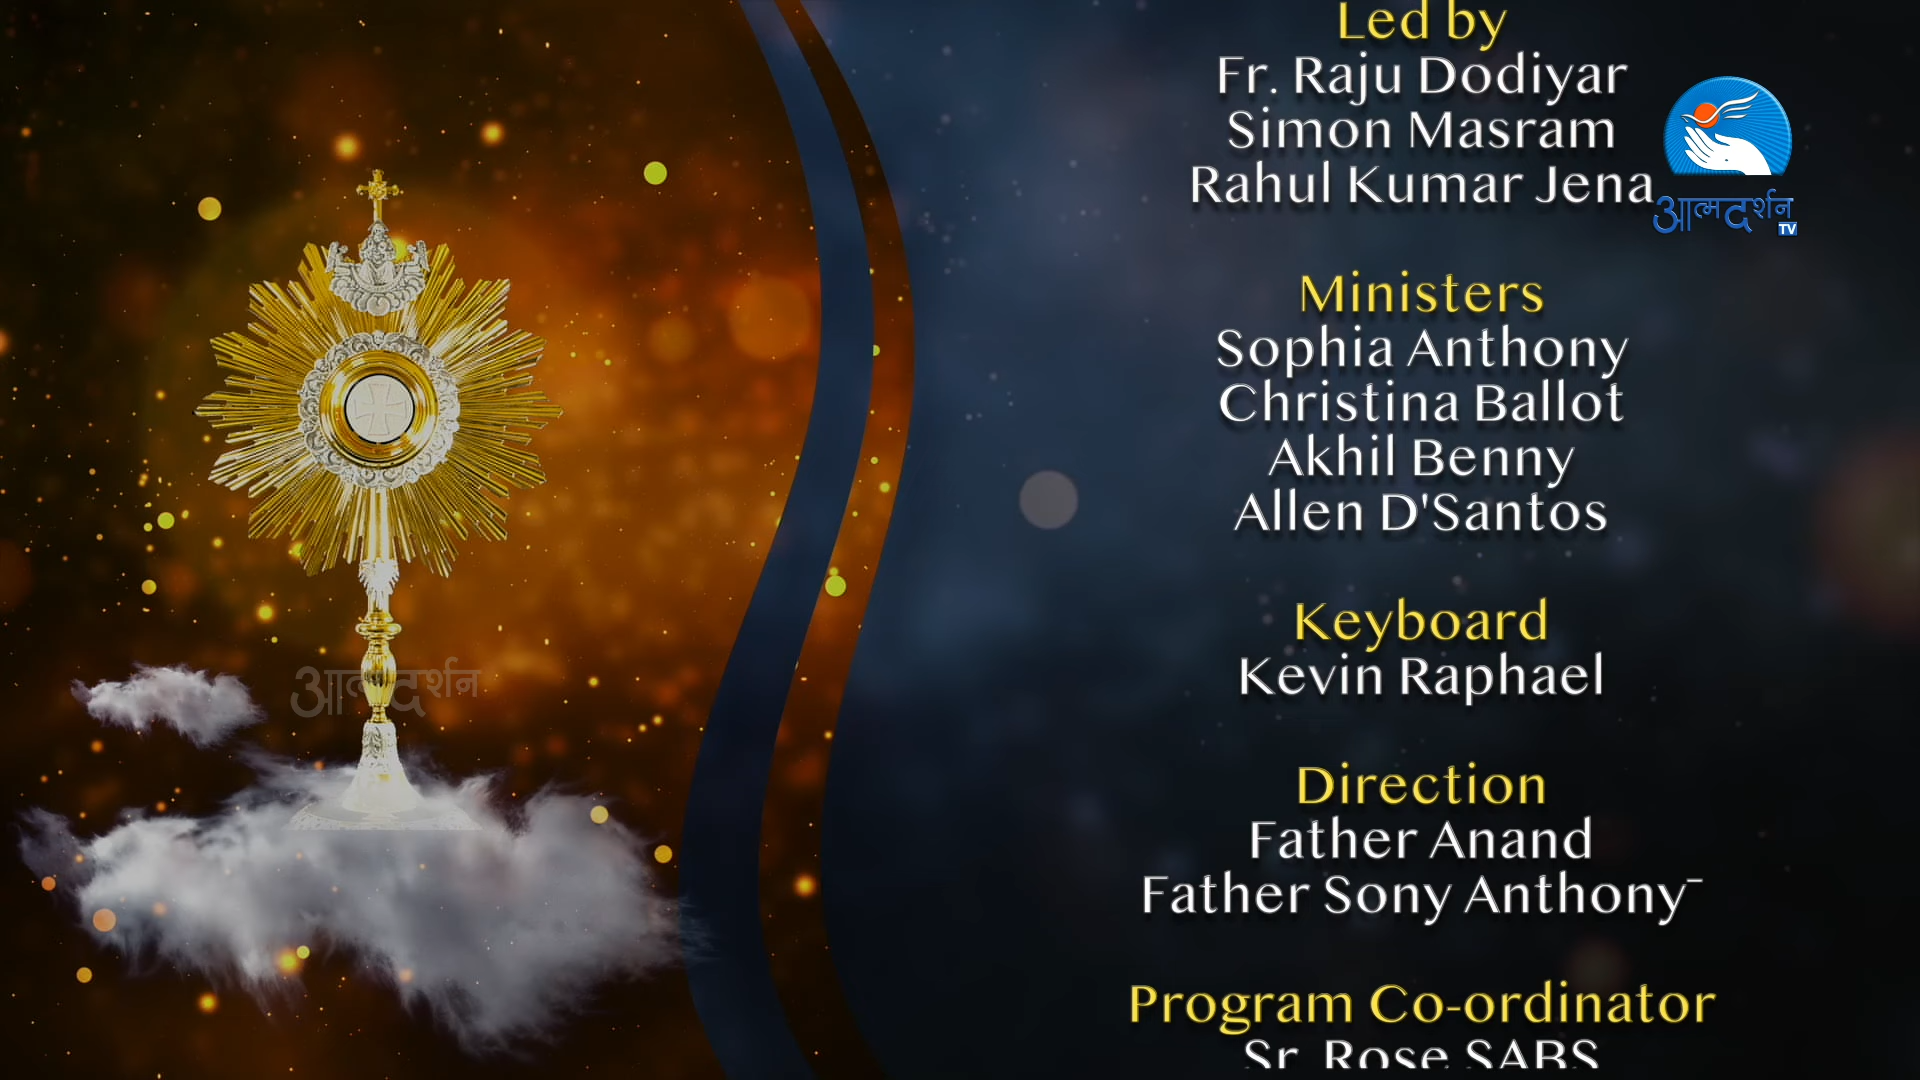 Led by
Fr. Raju Dodiyar
Simon Masram
Rahul Kumar Jena
आत्मदर्शन
TV
Ministers
Sophia Anthony
Christina Ballot
Akhil Benny
Allen D'Santos
Keyboard
Kevin Raphael
आत्मदर्शन
Direction
Father Anand
Father Sony Anthony¯
Program Co-ordinator
Sr. Rose SABS